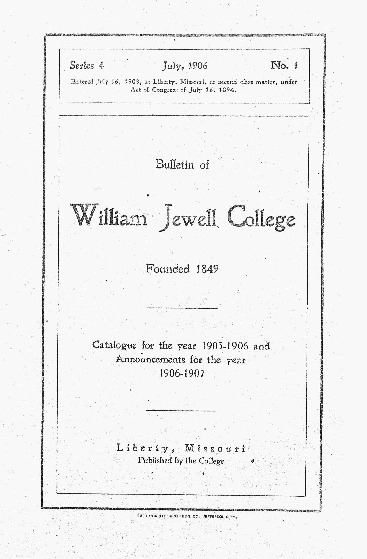 Series 4 July, 1906 No. 1
Entered July 16, 1903, at Liberty, Missouri, as second class matter, under
Act of Congress of July 16, 1894.
Bulletin of
William Jewell College
Founded 1849
Catalogue for the year 1905-1906 and
Announcements for the year
1906-1907
Liberty, Missouri
Published by the College